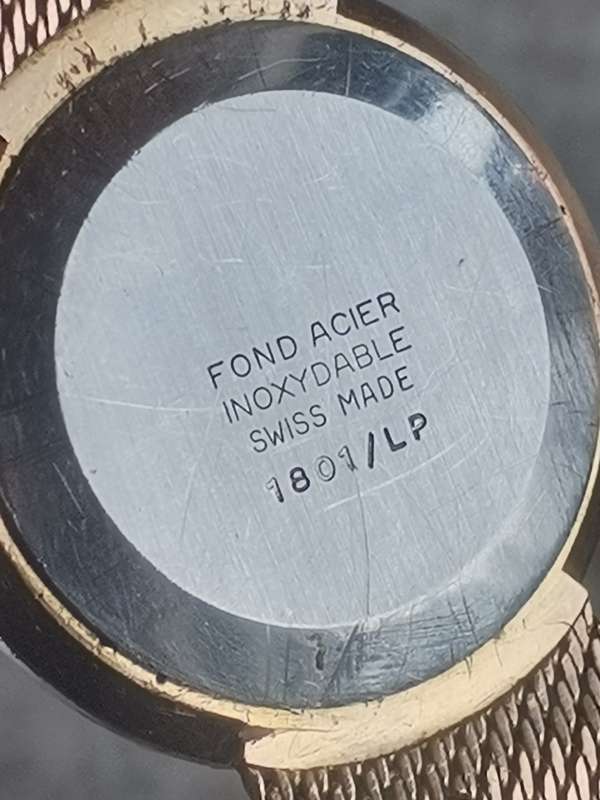 FOND ACIER
INOXYDABLE
SWISS MADE
1801/LP